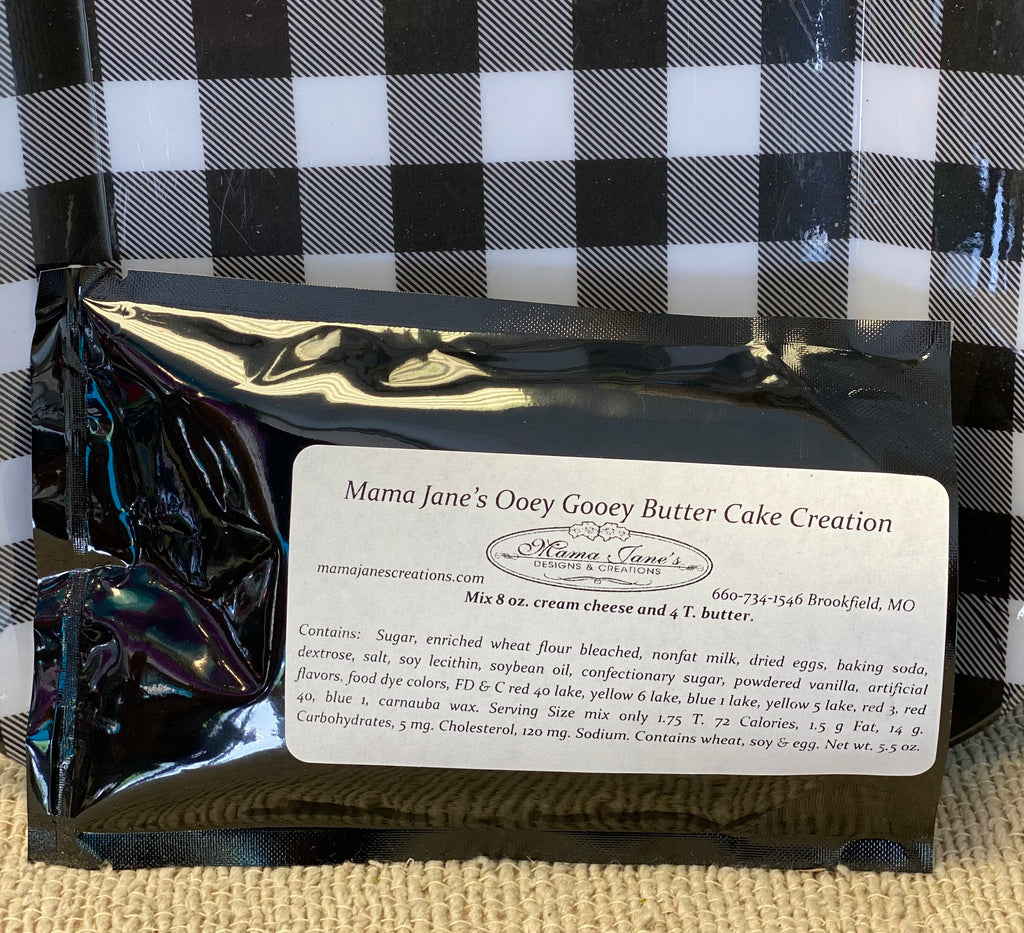 Mama Jane's Ooey Gooey Butter Cake Creation
Mama Jane's
DESIGNS & CREATIONS
mamajanescreations.com
660-734-1546 Brookfield, MO
Mix 8 oz. cream cheese and 4 T. butter.
Contains: Sugar, enriched wheat flour bleached, nonfat milk, dried eggs, baking soda,
dextrose, salt, soy lecithin, soybean oil, confectionary sugar, powdered vanilla, artificial
flavors. food dye colors, FD & C red 40 lake, yellow 6 lake, blue 1 lake, yellow 5 lake, red 3, red
40, blue 1, carnauba wax. Serving Size mix only 1.75 T. 72 Calories, 1.5 g Fat, 14 g.
Carbohydrates, 5 mg. Cholesterol, 120 mg. Sodium. Contains wheat, soy & egg. Net wt. 5.5 oz.